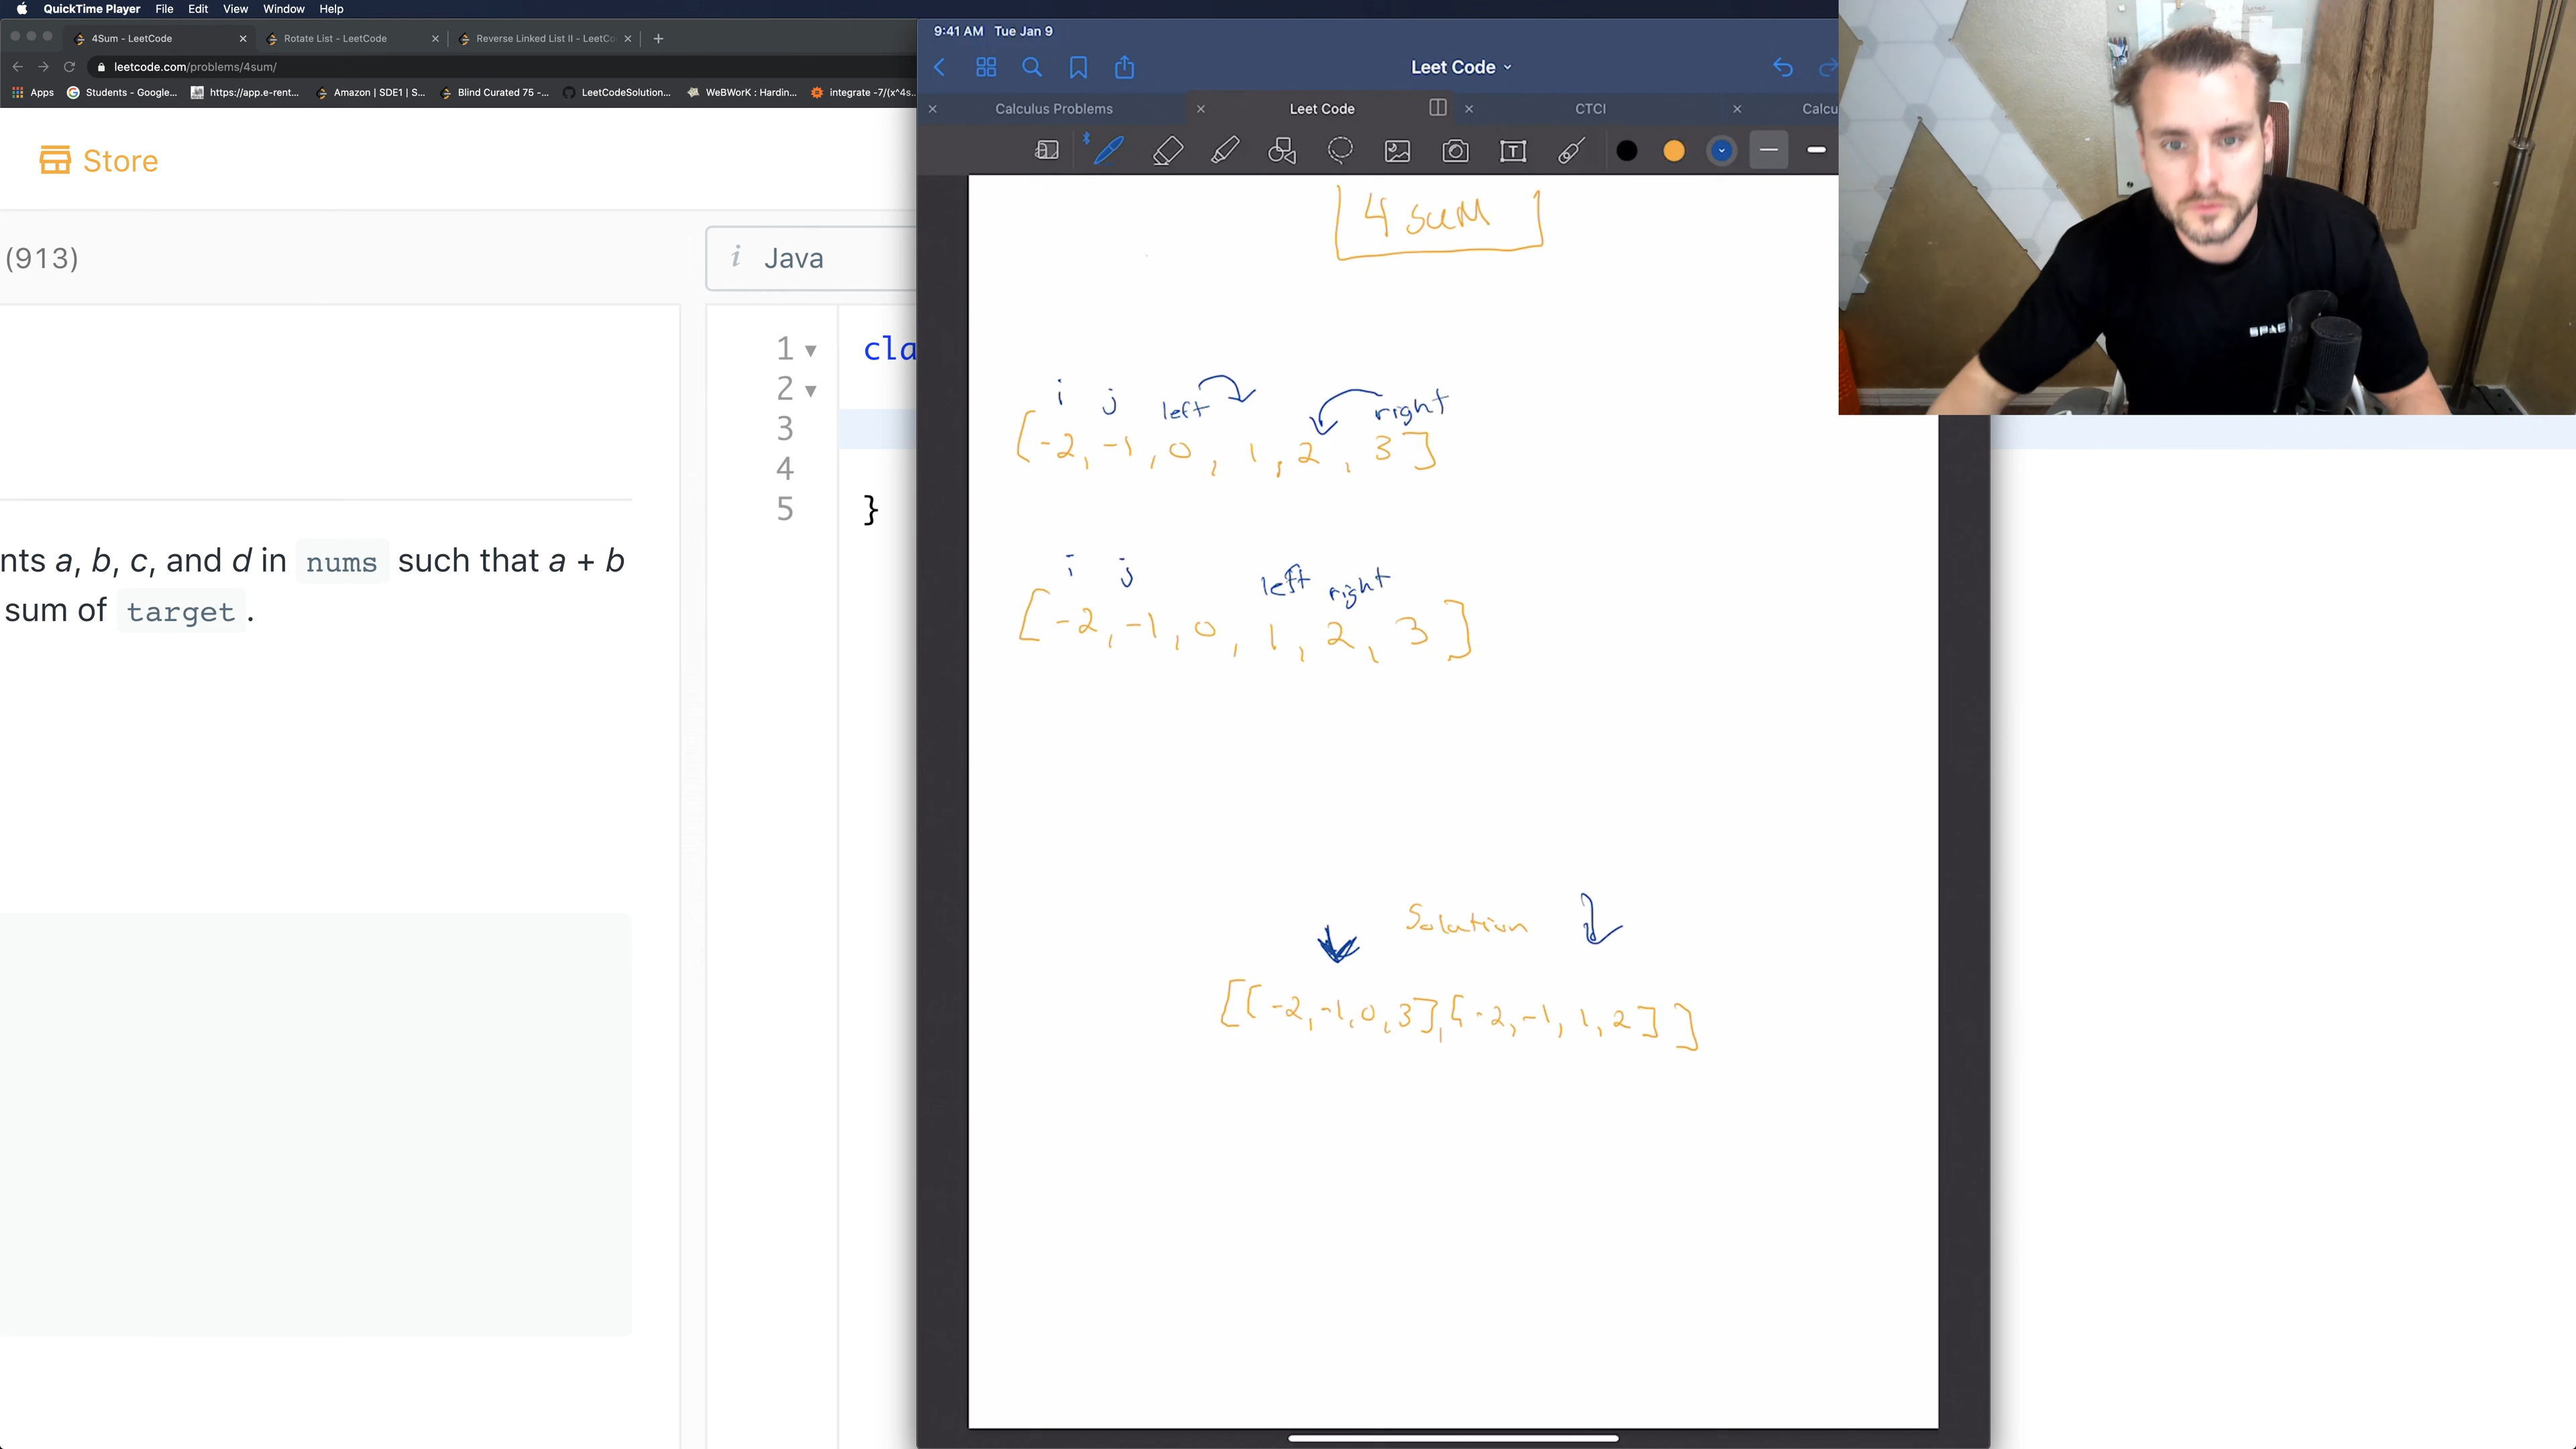 QuickTime Player File Edit View Window Help
4Sum - LeetCode Rotate List - LeetCode Reverse Linked List II - LeetCo
leetcode.com/problems/4sum/
Apps Students - Google... https://app.e-rent... Amazon | SDE1 | S... Blind Curated 75 -... LeetCodeSolution... WeBWorK : Hardin... integrate -7/(x^4s...
Store
(913)
i Java
1
2
3
4
5
cla
}
nts a, b, c, and d in nums such that a + b
sum of target.
9:41 AM Tue Jan 9
Leet Code
Calculus Problems Leet Code CTCI Calcu
4 sum
i j left right
[-2, -1, 0, 1, 2, 3]
i j left right
[-2, -1, 0, 1, 2, 3]
Solution
[[-2, -1, 0, 3], [-2, -1, 1, 2]]